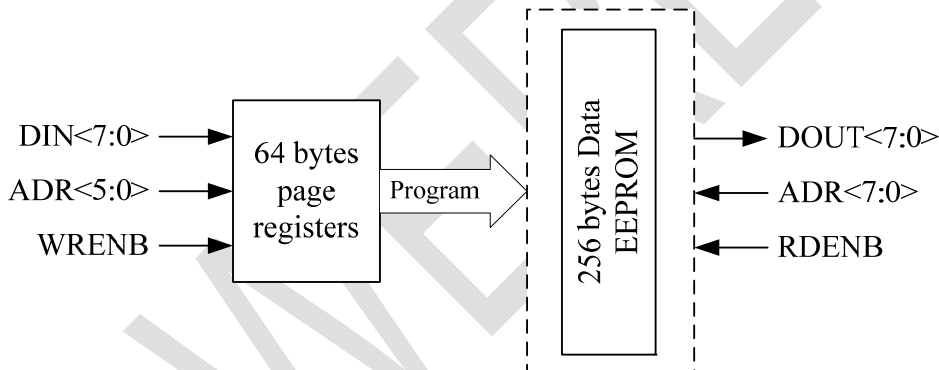 DIN<7:0>
ADR<5:0>
WRENB
64 bytes
page
registers
Program
256 bytes Data
EEPROM
DOUT<7:0>
ADR<7:0>
RDENB